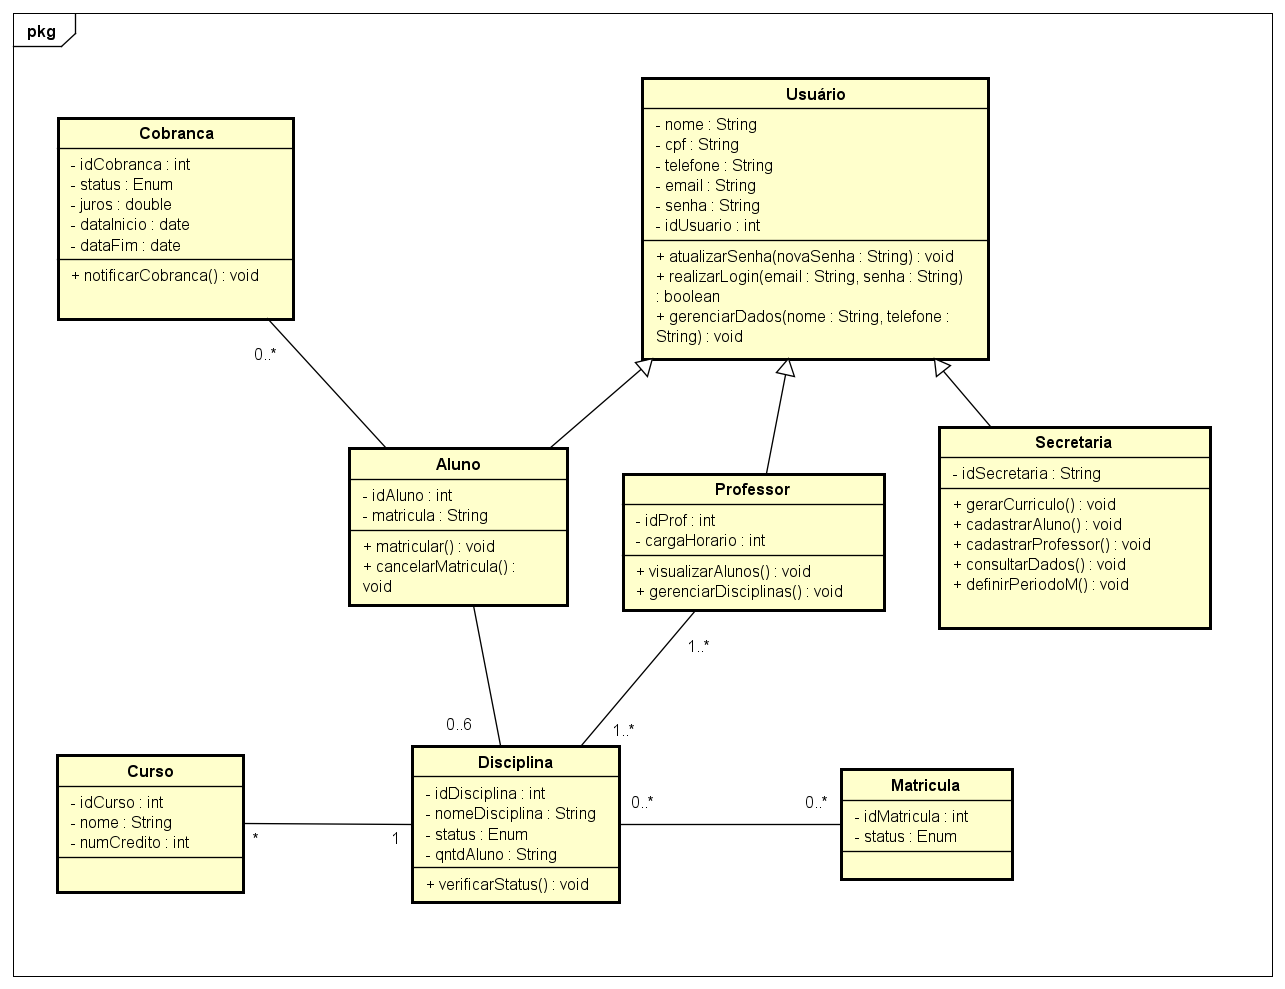 pkg
Usuário
- nome : String
- cpf : String
- telefone : String
- email : String
- senha : String
- idUsuario : int
+ atualizarSenha(novaSenha : String) : void
+ realizarLogin(email : String, senha : String)
: boolean
+ gerenciarDados(nome : String, telefone :
String) : void
Cobranca
- idCobranca : int
- status : Enum
- juros : double
- dataInicio : date
- dataFim : date
+ notificarCobranca() : void
0..*
Aluno
- idAluno : int
- matricula : String
+ matricular() : void
+ cancelarMatricula() :
void
Professor
- idProf : int
- cargaHorario : int
+ visualizarAlunos() : void
+ gerenciarDisciplinas() : void
Secretaria
- idSecretaria : String
+ gerarCurriculo() : void
+ cadastrarAluno() : void
+ cadastrarProfessor() : void
+ consultarDados() : void
+ definirPeriodoM() : void
1..*
0..6
1..*
Curso
- idCurso : int
- nome : String
- numCredito : int
*
1
Disciplina
- idDisciplina : int
- nomeDisciplina : String
- status : Enum
- qntdAluno : String
+ verificarStatus() : void
0..*
0..*
Matricula
- idMatricula : int
- status : Enum